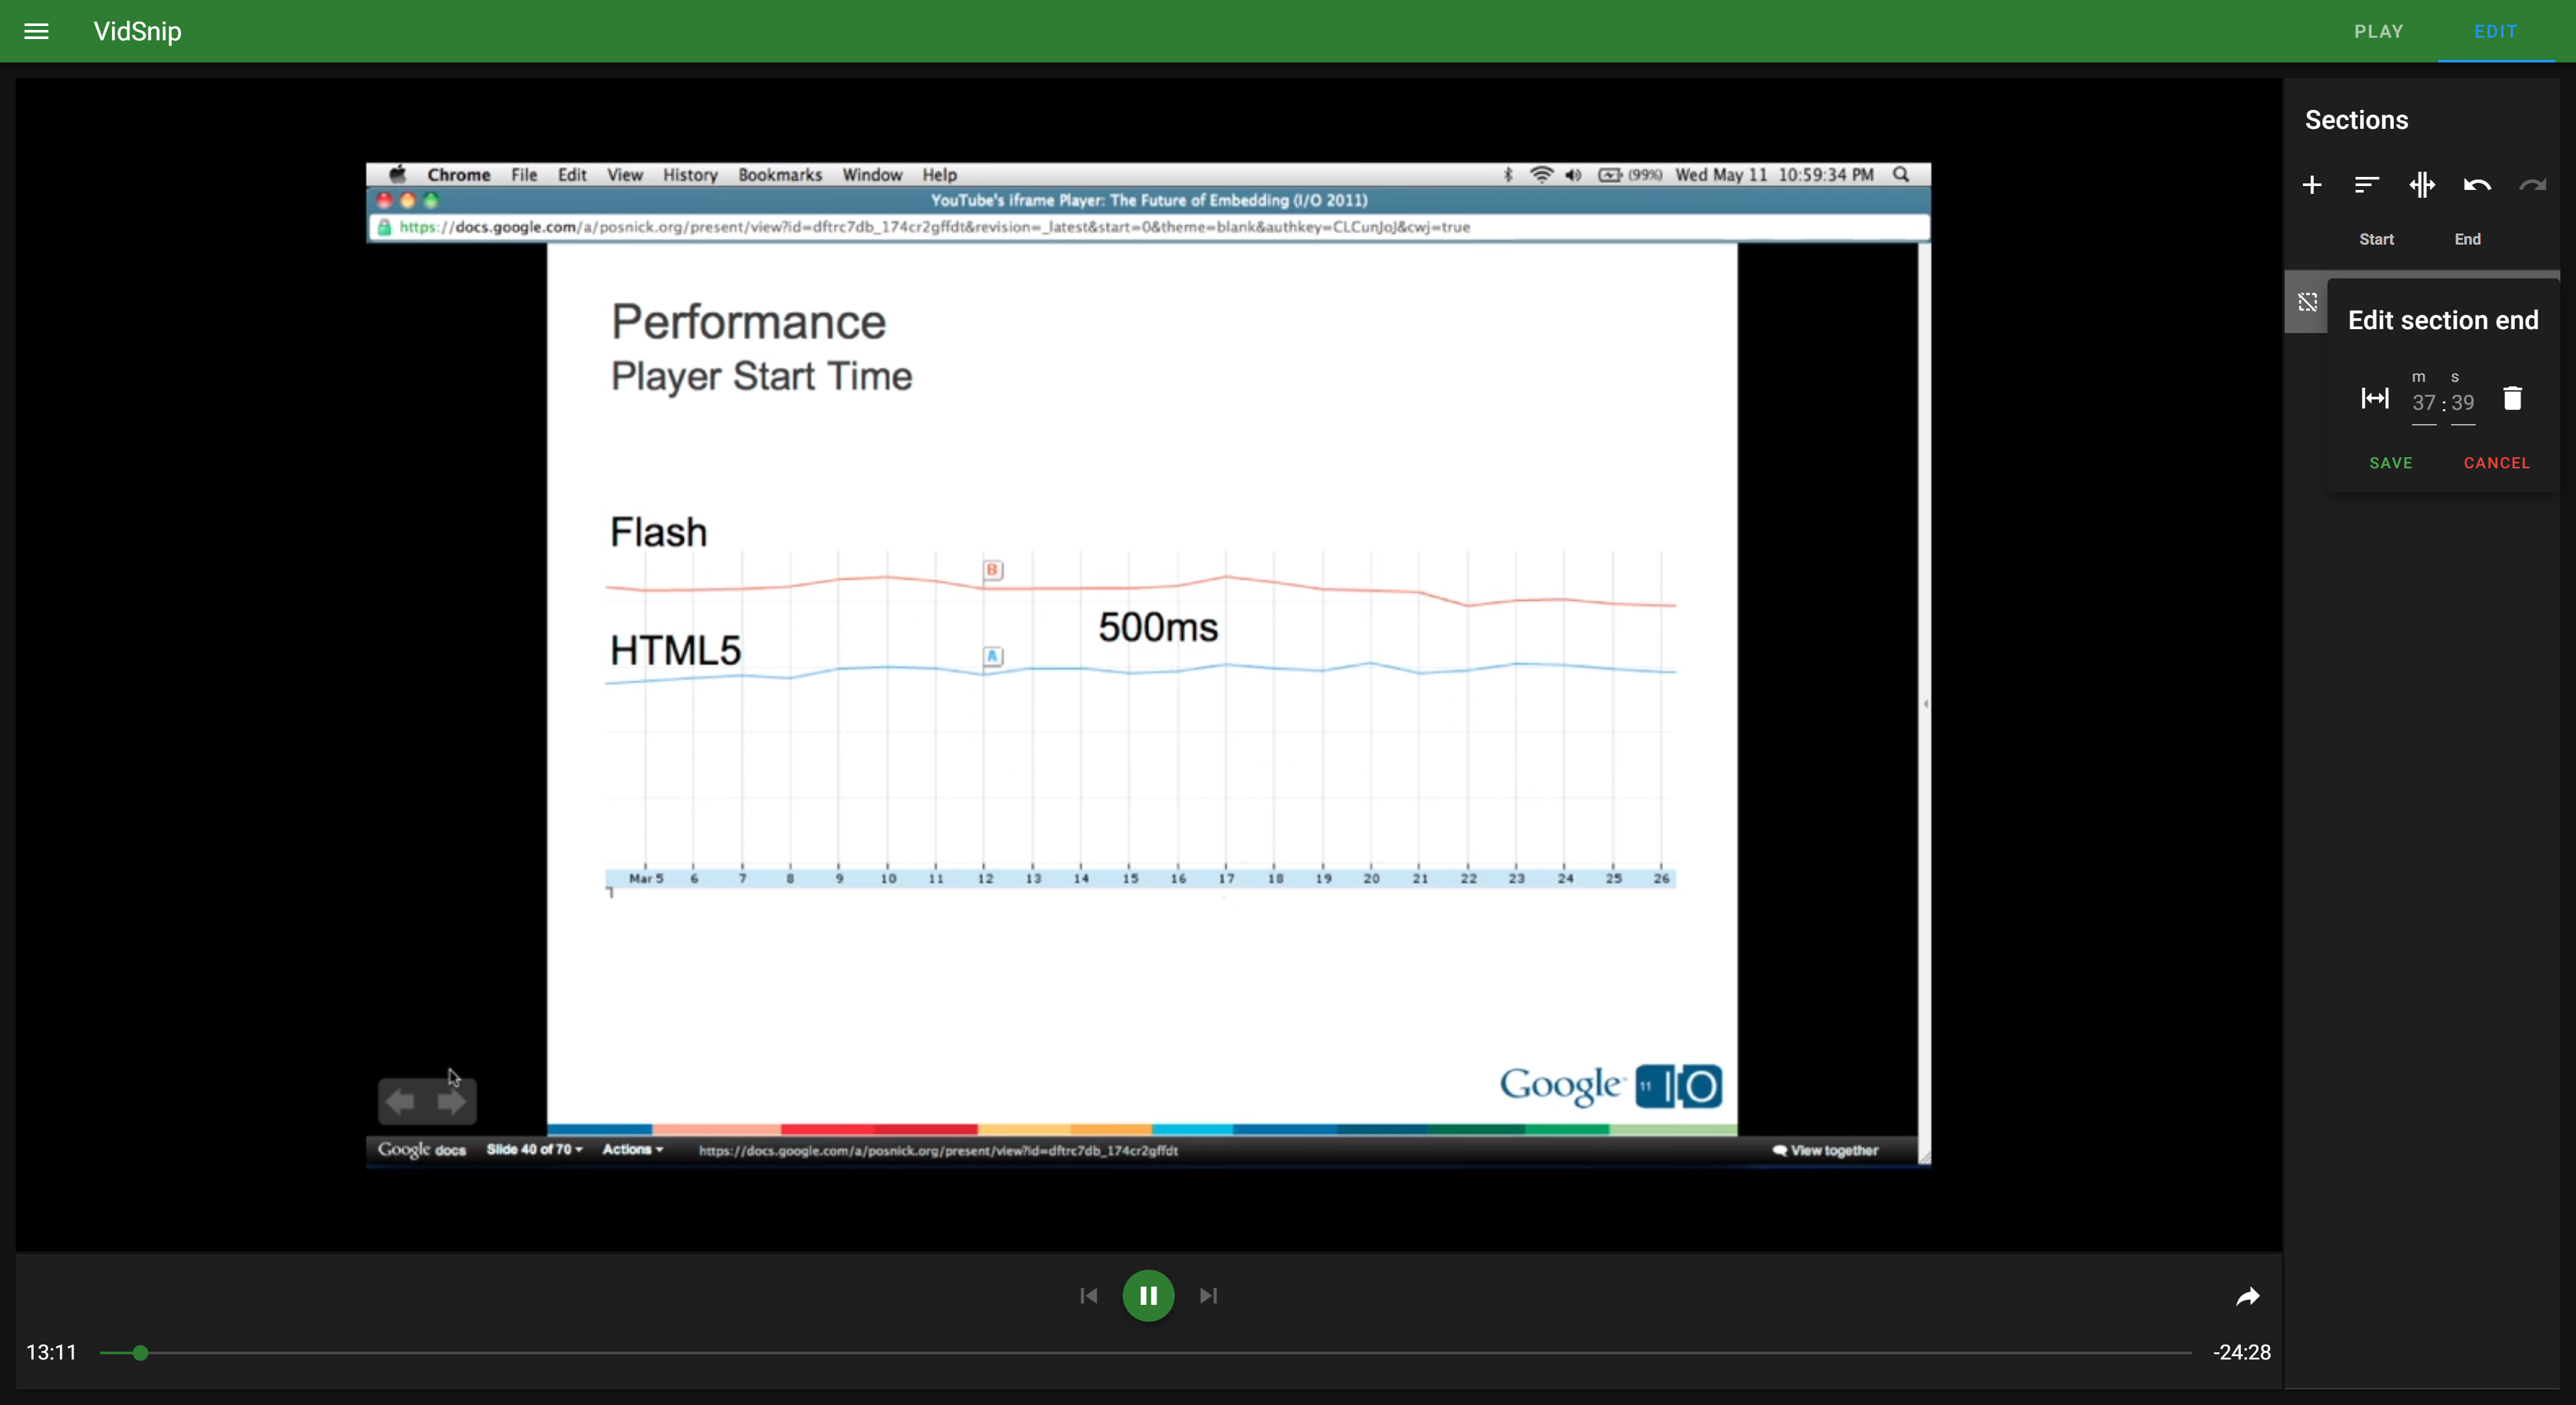 VidSnip
PLAY
EDIT
Chrome File Edit View History Bookmarks Window Help
(99%) Wed May 11 10:59:34 PM
YouTube's iframe Player: The Future of Embedding (I/O 2011)
https://docs.google.com/a/posnick.org/present/view?id=dftrc7db_174cr2gffdt&revision=_latest&start=0&theme=blank&authkey=CLCunJoJ&cwj=true
Performance
Player Start Time
Flash
B
500ms
HTML5
A
Mar 5 6 7 8 9 10 11 12 13 14 15 16 17 18 19 20 21 22 23 24 25 26
Google 11 IO
Google docs Slide 40 of 70 Actions https://docs.google.com/a/posnick.org/present/view?id=dftrc7db_174cr2gffdt View together
13:11
-24:28
Sections
Start End
Edit section end
m s
37 : 39
SAVE CANCEL